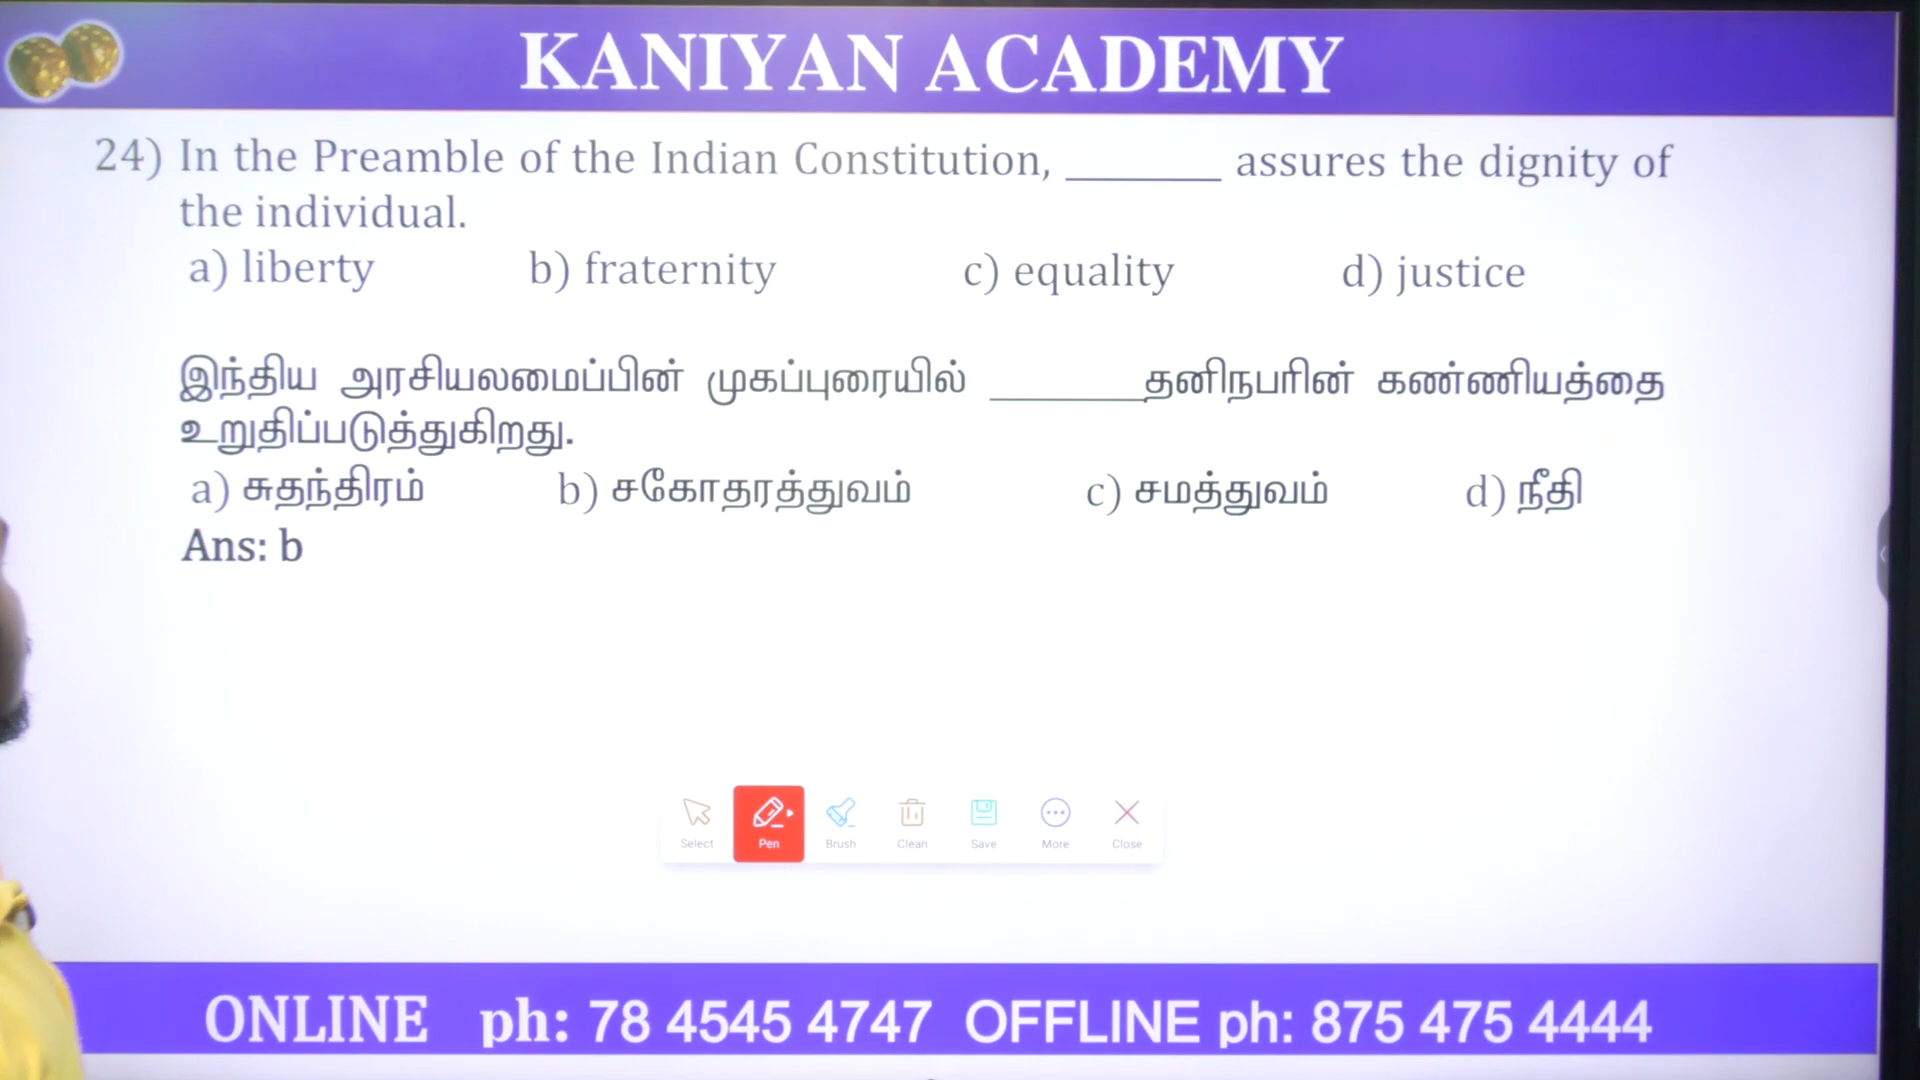 KANIYAN ACADEMY
24) In the Preamble of the Indian Constitution, _______ assures the dignity of
the individual.
a) liberty b) fraternity c) equality d) justice
இந்திய அரசியலமைப்பின் முகப்புரையில் _______தனிநபரின் கண்ணியத்தை
உறுதிப்படுத்துகிறது.
a) சுதந்திரம் b) சகோதரத்துவம் c) சமத்துவம் d) நீதி
Ans: b
Select Pen Brush Clean Save More Close
ONLINE ph: 78 4545 4747 OFFLINE ph: 875 475 4444